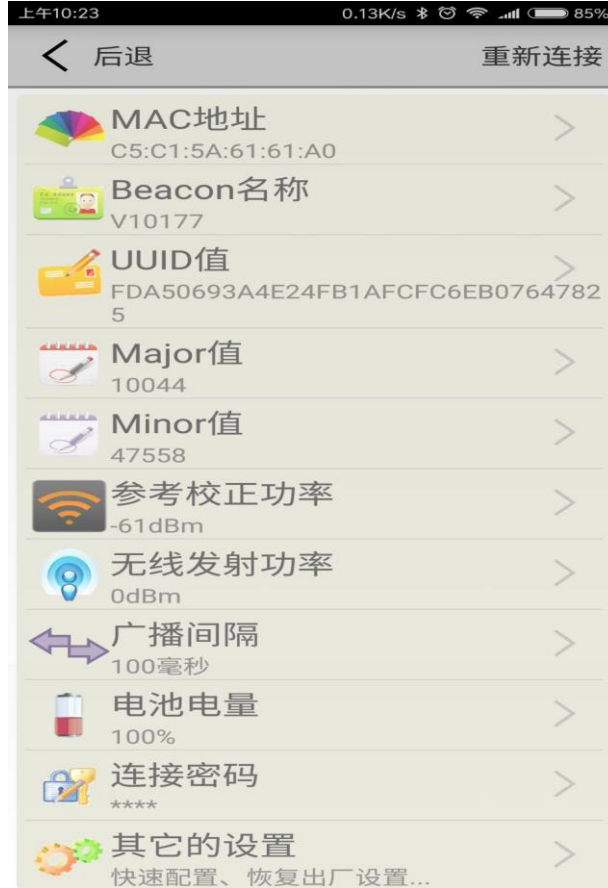 上午10:23 0.13K/s 85%
后退 重新连接
MAC地址
C5:C1:5A:61:61:A0
Beacon名称
V10177
UUID值
FDA50693A4E24FB1AFCFC6EB0764782
5
Major值
10044
Minor值
47558
参考校正功率
-61dBm
无线发射功率
0dBm
广播间隔
100毫秒
电池电量
100%
连接密码
****
其它的设置
快速配置、恢复出厂设置...